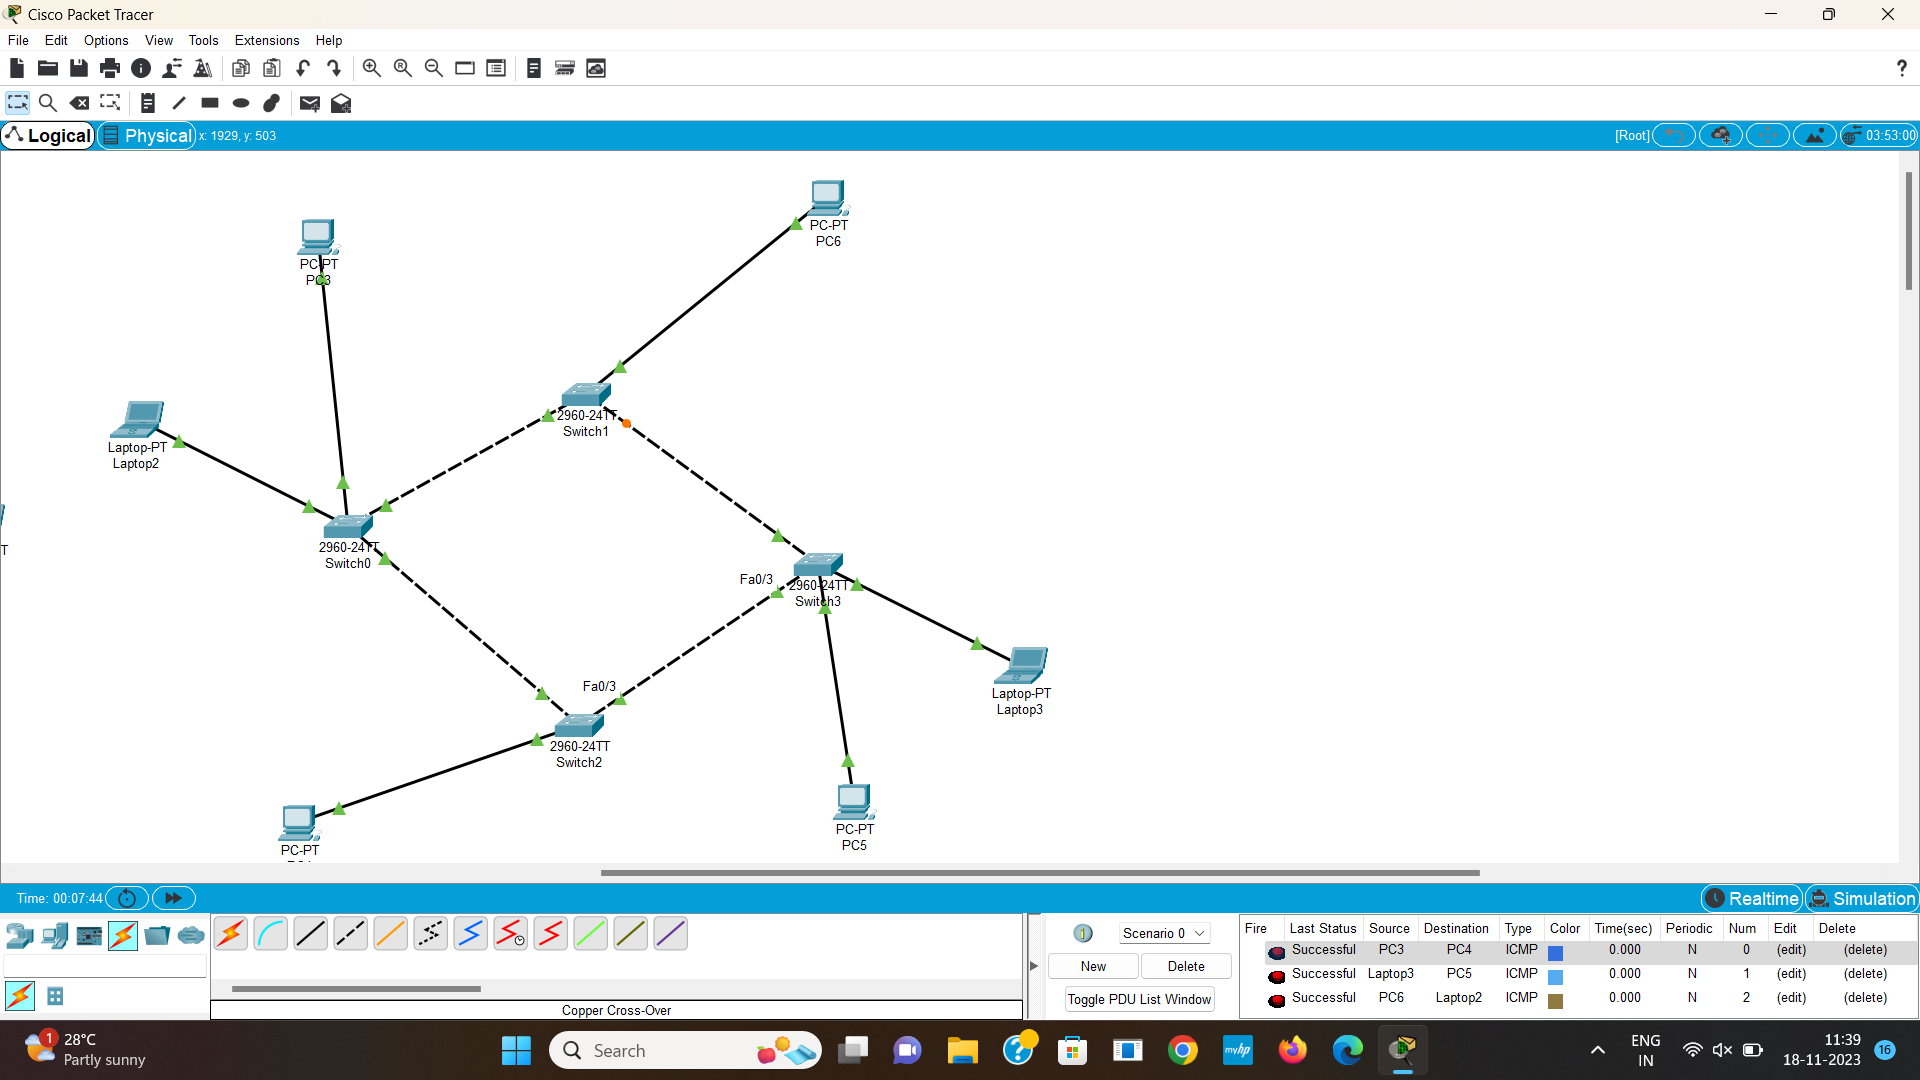 Cisco Packet Tracer
File Edit Options View Tools Extensions Help
Logical Physical x: 1929, y: 503 [Root] 03:53:00
PC-PT
PC6
PC-PT
PC3
2960-24TT
Switch1
Laptop-PT
Laptop2
T
2960-24TT
Switch0
Fa0/3
2960-24TT
Switch3
Fa0/3
Laptop-PT
Laptop3
2960-24TT
Switch2
PC-PT
PC5
PC-PT
Time: 00:07:44 Realtime Simulation
Scenario 0
New Delete
Toggle PDU List Window
Copper Cross-Over
Fire Last Status Source Destination Type Color Time(sec) Periodic Num Edit Delete
Successful PC3 PC4 ICMP 0.000 N 0 (edit) (delete)
Successful Laptop3 PC5 ICMP 0.000 N 1 (edit) (delete)
Successful PC6 Laptop2 ICMP 0.000 N 2 (edit) (delete)
1
28°C
Partly sunny
Search
myhp
ENG
IN
11:39
18-11-2023
16